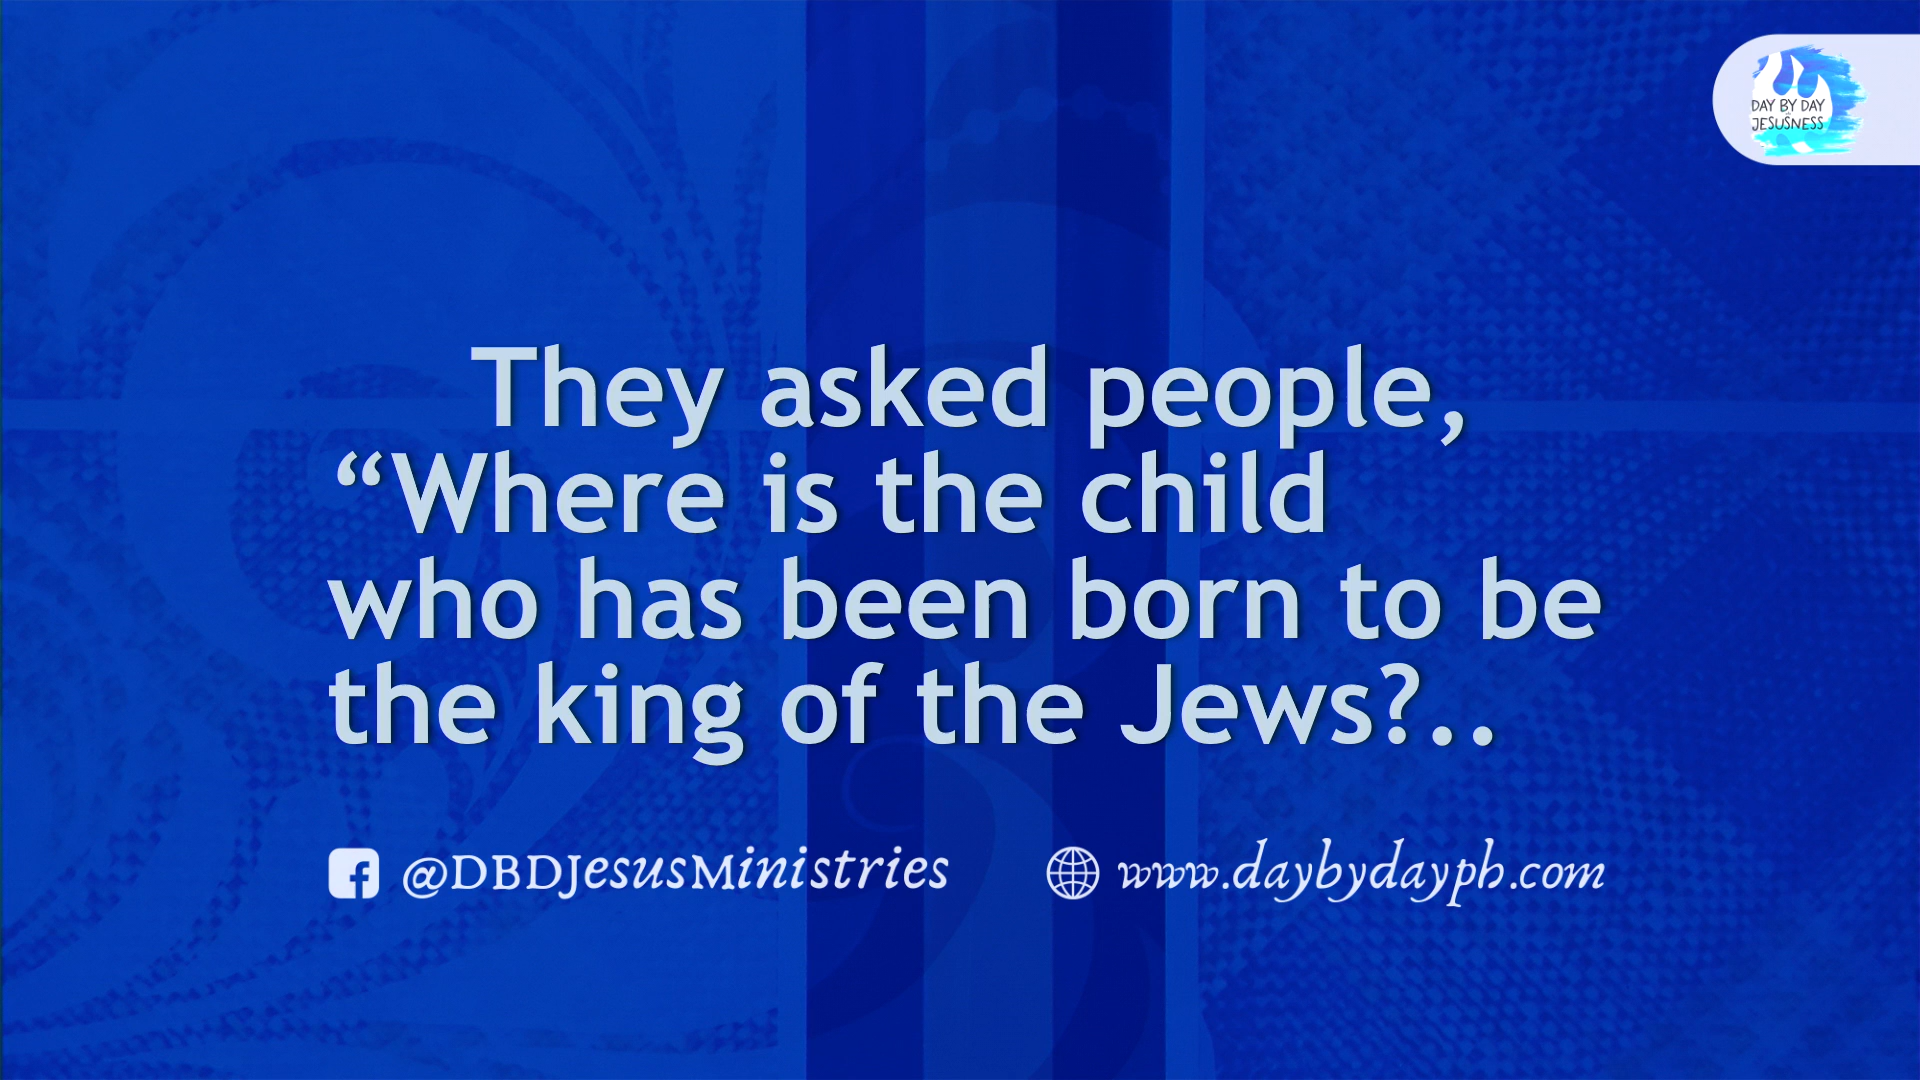 DAY BY DAY
JESUSNESS
They asked people,
“Where is the child
who has been born to be
the king of the Jews?..
@DBDJesusMinistries
www.daybydayph.com